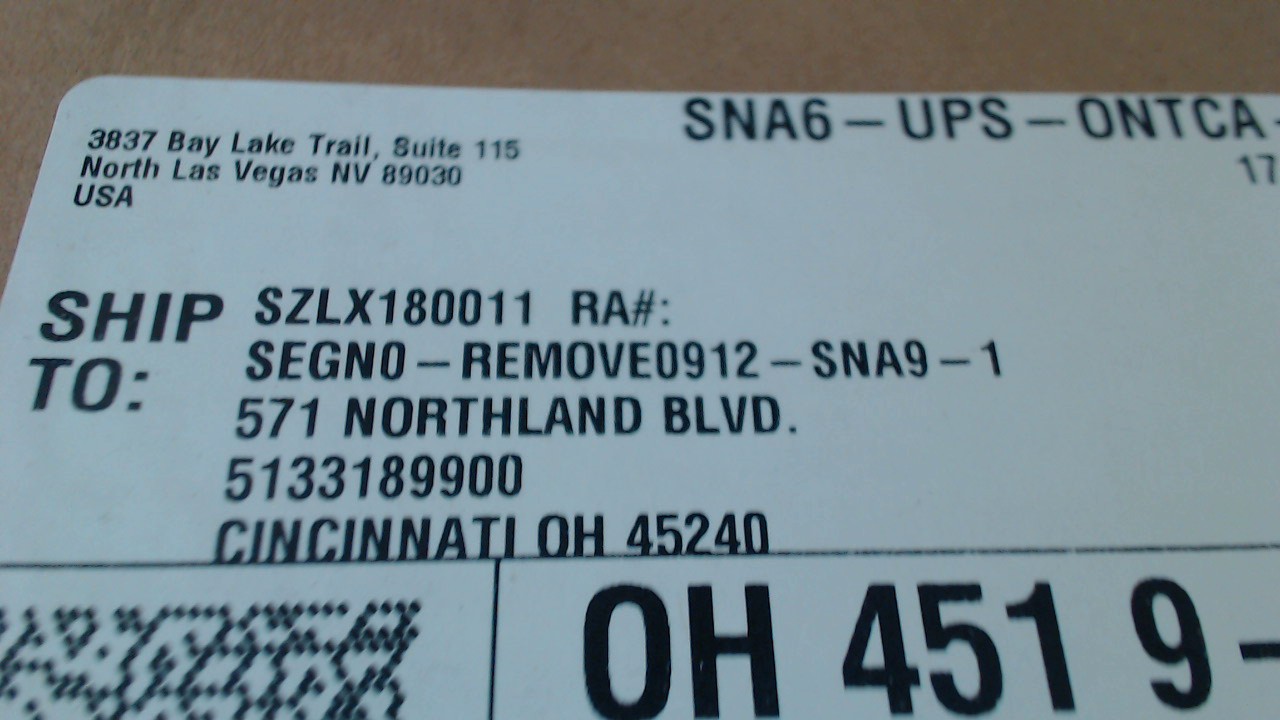 3837 Bay Lake Trail, Suite 115
North Las Vegas NV 89030
USA
SNA6-UPS-ONTCA-
17
SHIP TO:
SZLX180011 RA#:
SEGNO-REMOVE0912-SNA9-1
571 NORTHLAND BLVD.
5133189900
CINCINNATI OH 45240
OH 451 9-